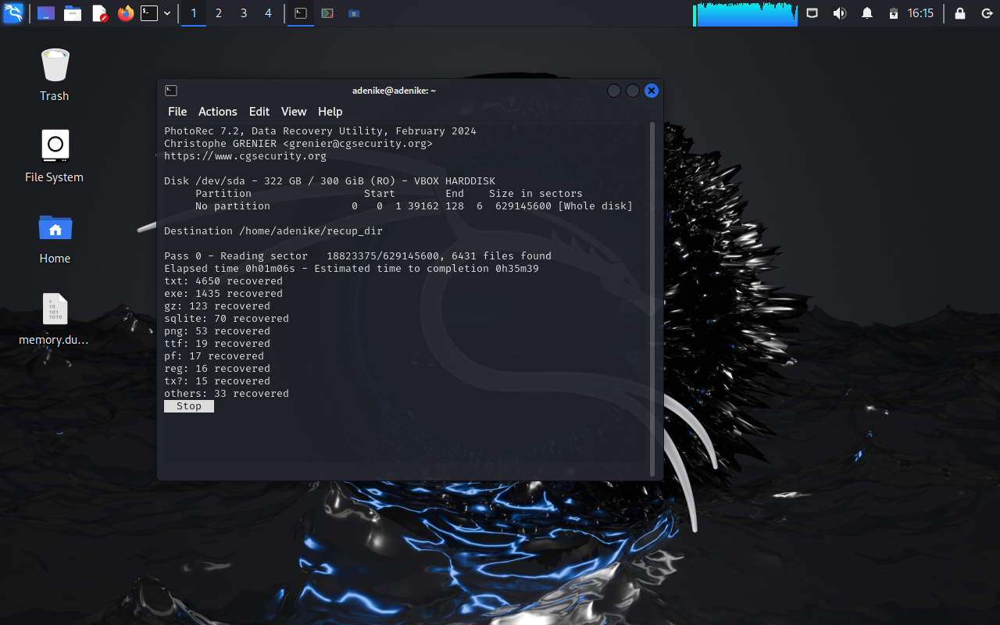 1 2 3 4 16:15
Trash
File System
Home
memory.du...
adenike@adenike: ~
File Actions Edit View Help
PhotoRec 7.2, Data Recovery Utility, February 2024
Christophe GRENIER <grenier@cgsecurity.org>
https://www.cgsecurity.org
Disk /dev/sda - 322 GB / 300 GiB (RO) - VBOX HARDDISK
Partition Start End Size in sectors
No partition 0 0 1 39162 128 6 629145600 [Whole disk]
Destination /home/adenike/recup_dir
Pass 0 - Reading sector 18823375/629145600, 6431 files found
Elapsed time 0h01m06s - Estimated time to completion 0h35m39
txt: 4650 recovered
exe: 1435 recovered
gz: 123 recovered
sqlite: 70 recovered
png: 53 recovered
ttf: 19 recovered
pf: 17 recovered
reg: 16 recovered
tx?: 15 recovered
others: 33 recovered
Stop